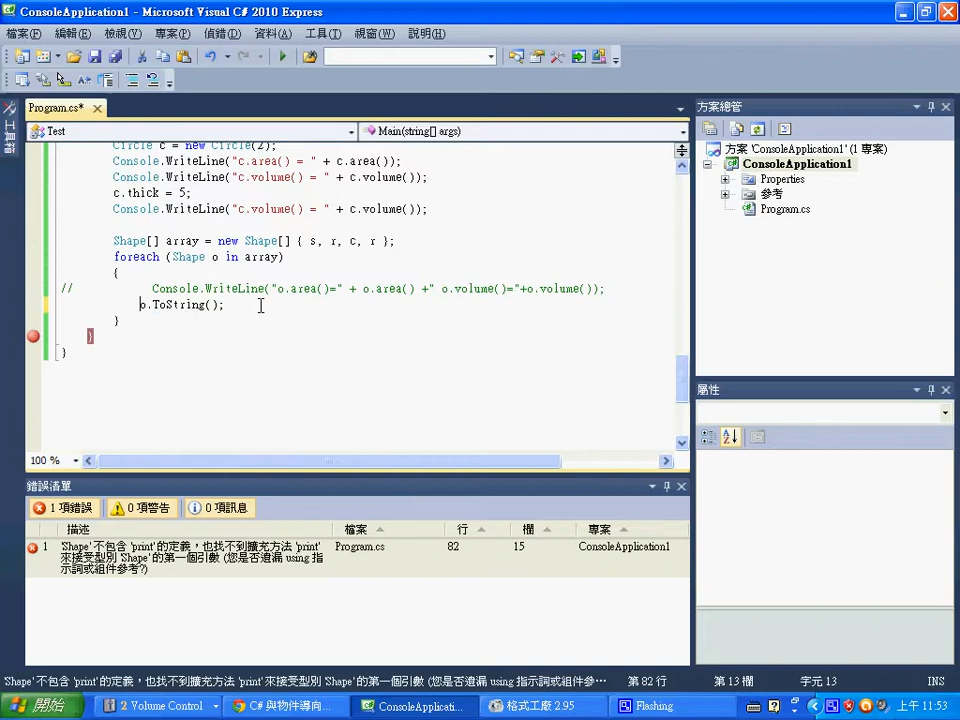 ConsoleApplication1 - Microsoft Visual C# 2010 Express
檔案(F) 編輯(E) 檢視(V) 專案(P) 偵錯(D) 資料(A) 工具(T) 視窗(W) 說明(H)
工具箱
Program.cs*
Test
Main(string[] args)
Circle c = new Circle(2);
Console.WriteLine("c.area() = " + c.area());
Console.WriteLine("c.volume() = " + c.volume());
c.thick = 5;
Console.WriteLine("c.volume() = " + c.volume());
Shape[] array = new Shape[] { s, r, c, r };
foreach (Shape o in array)
{
// Console.WriteLine("o.area()=" + o.area() +" o.volume()="+o.volume());
o.ToString();
}
}
}
100 %
方案總管
方案 'ConsoleApplication1' (1 專案)
ConsoleApplication1
Properties
參考
Program.cs
屬性
錯誤清單
1 項錯誤 0 項警告 0 項訊息
描述 檔案 行 欄 專案
1 'Shape' 不包含 'print' 的定義，也找不到擴充方法 'print' 來接受型別 'Shape' 的第一個引數 (您是否遺漏 using 指示詞或組件參考?) Program.cs 82 15 ConsoleApplication1
'Shape' 不包含 'print' 的定義，也找不到擴充方法 'print' 來接受型別 'Shape' 的第一個引數 (您是否遺漏 using 指示詞或組件參考?)… 第 82 行 第 13 欄 字元 13 INS
開始 2 Volume Control C# 與物件導向... ConsoleApplicati... 格式工廠 2.95 Flashing 上午 11:53